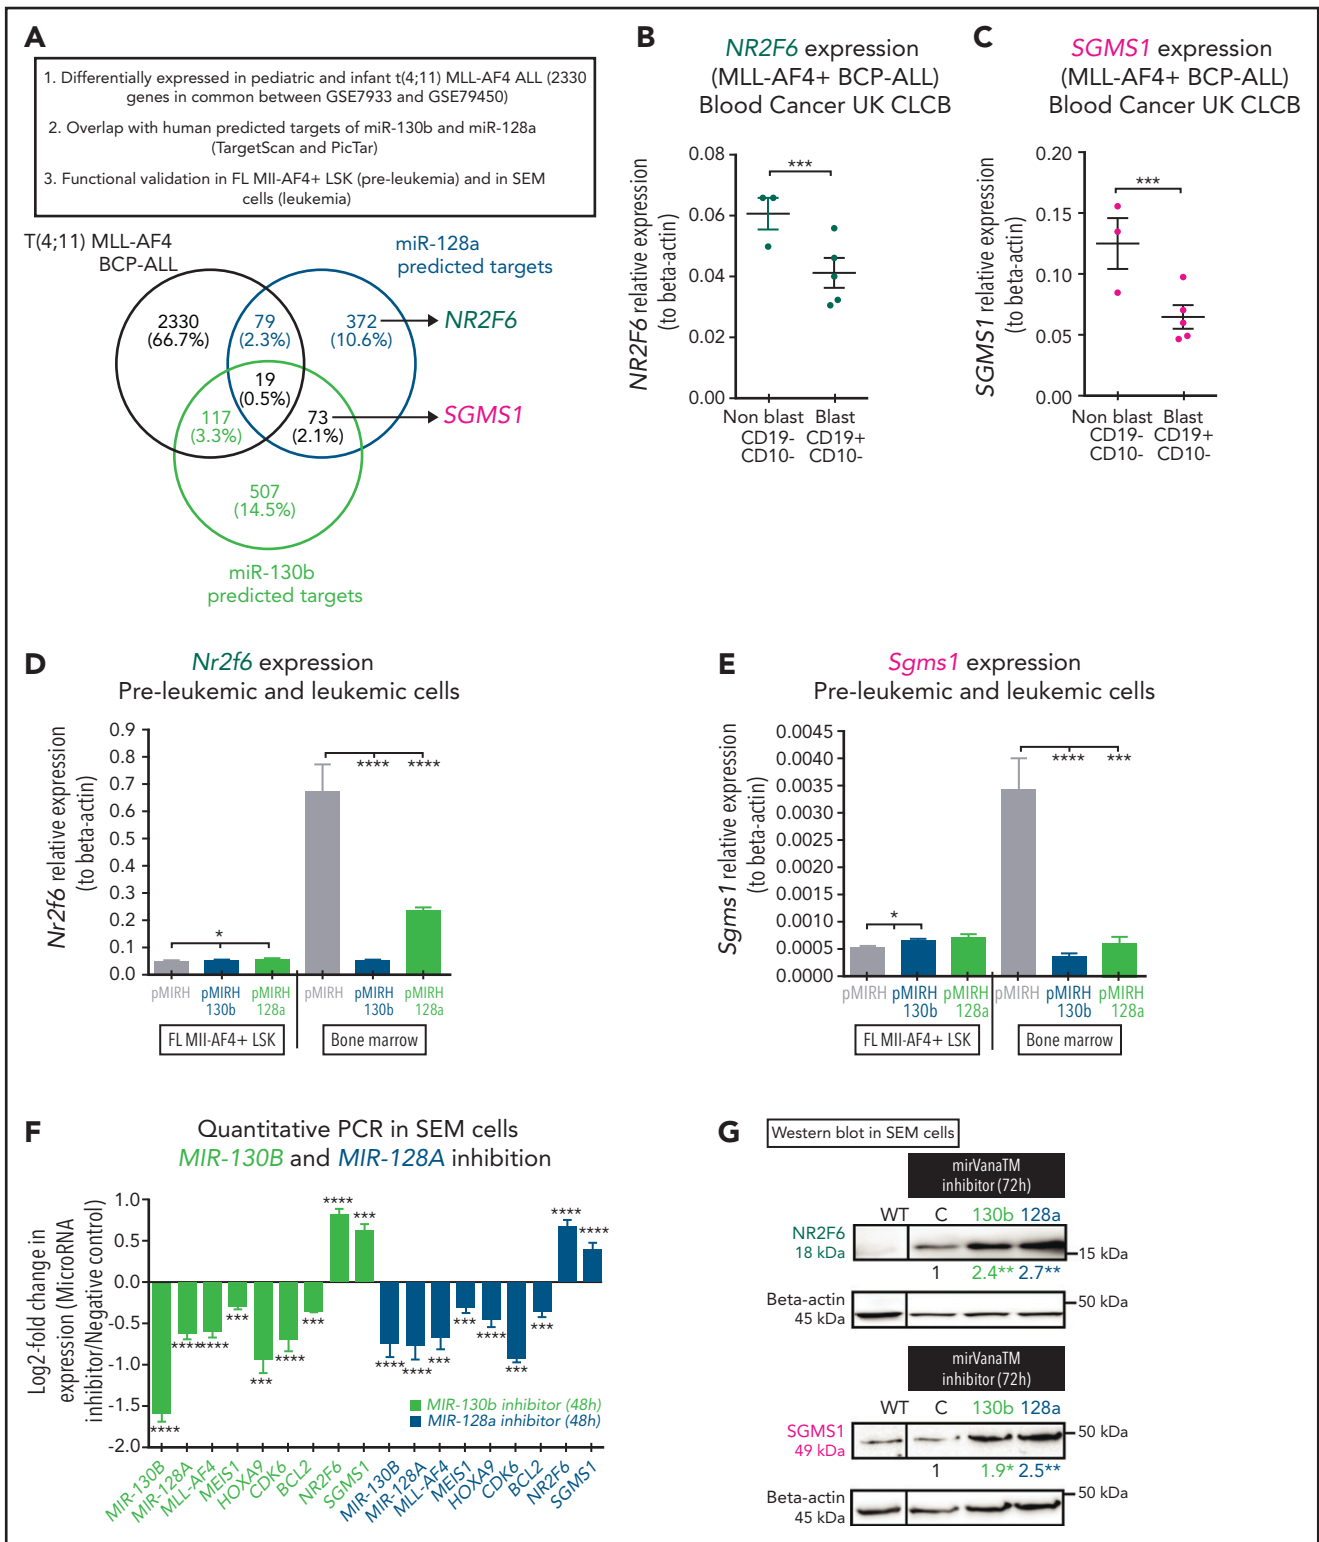 A
1. Differentially expressed in pediatric and infant t(4;11) MLL-AF4 ALL (2330
genes in common between GSE7933 and GSE79450)
2. Overlap with human predicted targets of miR-130b and miR-128a
(TargetScan and PicTar)
3. Functional validation in FL Mll-AF4+ LSK (pre-leukemia) and in SEM
cells (leukemia)
T(4;11) MLL-AF4
BCP-ALL
miR-128a
predicted targets
2330
(66.7%)
79
(2.3%)
372
(10.6%)
NR2F6
19
(0.5%)
117
(3.3%)
73
(2.1%)
SGMS1
507
(14.5%)
miR-130b
predicted targets
B
NR2F6 expression
(MLL-AF4+ BCP-ALL)
Blood Cancer UK CLCB
NR2F6 relative expression
(to beta-actin)
0.08
0.06
0.04
0.02
0.00
***
Non blast
CD19-
CD10-
Blast
CD19+
CD10-
C
SGMS1 expression
(MLL-AF4+ BCP-ALL)
Blood Cancer UK CLCB
SGMS1 relative expression
(to beta-actin)
0.20
0.15
0.10
0.05
0.00
***
Non blast
CD19-
CD10-
Blast
CD19+
CD10-
D
Nr2f6 expression
Pre-leukemic and leukemic cells
Nr2f6 relative expression
(to beta-actin)
0.9
0.8
0.7
0.6
0.5
0.4
0.3
0.2
0.1
0.0
*
**** ****
pMIRH pMIRH pMIRH pMIRH pMIRH pMIRH
130b 128a 130b 128a
FL Mll-AF4+ LSK
Bone marrow
E
Sgms1 expression
Pre-leukemic and leukemic cells
Sgms1 relative expression
(to beta-actin)
0.0045
0.0040
0.0035
0.0030
0.0025
0.0020
0.0015
0.0010
0.0005
0.0000
*
**** ***
pMIRH pMIRH pMIRH pMIRH pMIRH pMIRH
130b 128a 130b 128a
FL Mll-AF4+ LSK
Bone marrow
F
Quantitative PCR in SEM cells
MIR-130B and MIR-128A inhibition
Log2-fold change in
expression (MicroRNA
inhibitor/Negative control)
1.0
0.5
0.0
-0.5
-1.0
-1.5
-2.0
**** **** **** *** *** **** *** **** *** **** **** *** *** **** *** *** **** ****
MIR-130b inhibitor (48h)
MIR-128a inhibitor (48h)
MIR-130B MIR-128A MLL-AF4 MEIS1 HOXA9 CDK6 BCL2 NR2F6 SGMS1 MIR-130B MIR-128A MLL-AF4 MEIS1 HOXA9 CDK6 BCL2 NR2F6 SGMS1
G
Western blot in SEM cells
mirVanaTM
inhibitor (72h)
WT C 130b 128a
NR2F6
18 kDa
15 kDa
1 2.4** 2.7**
Beta-actin
45 kDa
50 kDa
mirVanaTM
inhibitor (72h)
WT C 130b 128a
SGMS1
49 kDa
50 kDa
1 1.9* 2.5**
Beta-actin
45 kDa
50 kDa